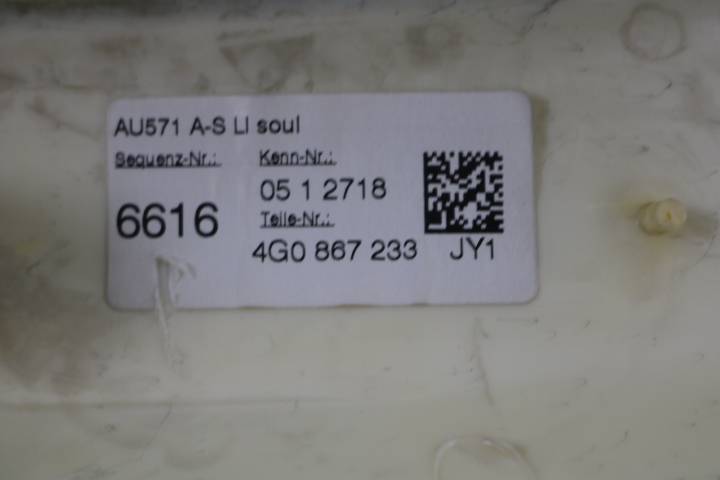 AU571 A-S LI soul
Sequenz-Nr.: Kenn-Nr.:
05 1 2718
6616
Teile-Nr.:
4G0 867 233 JY1